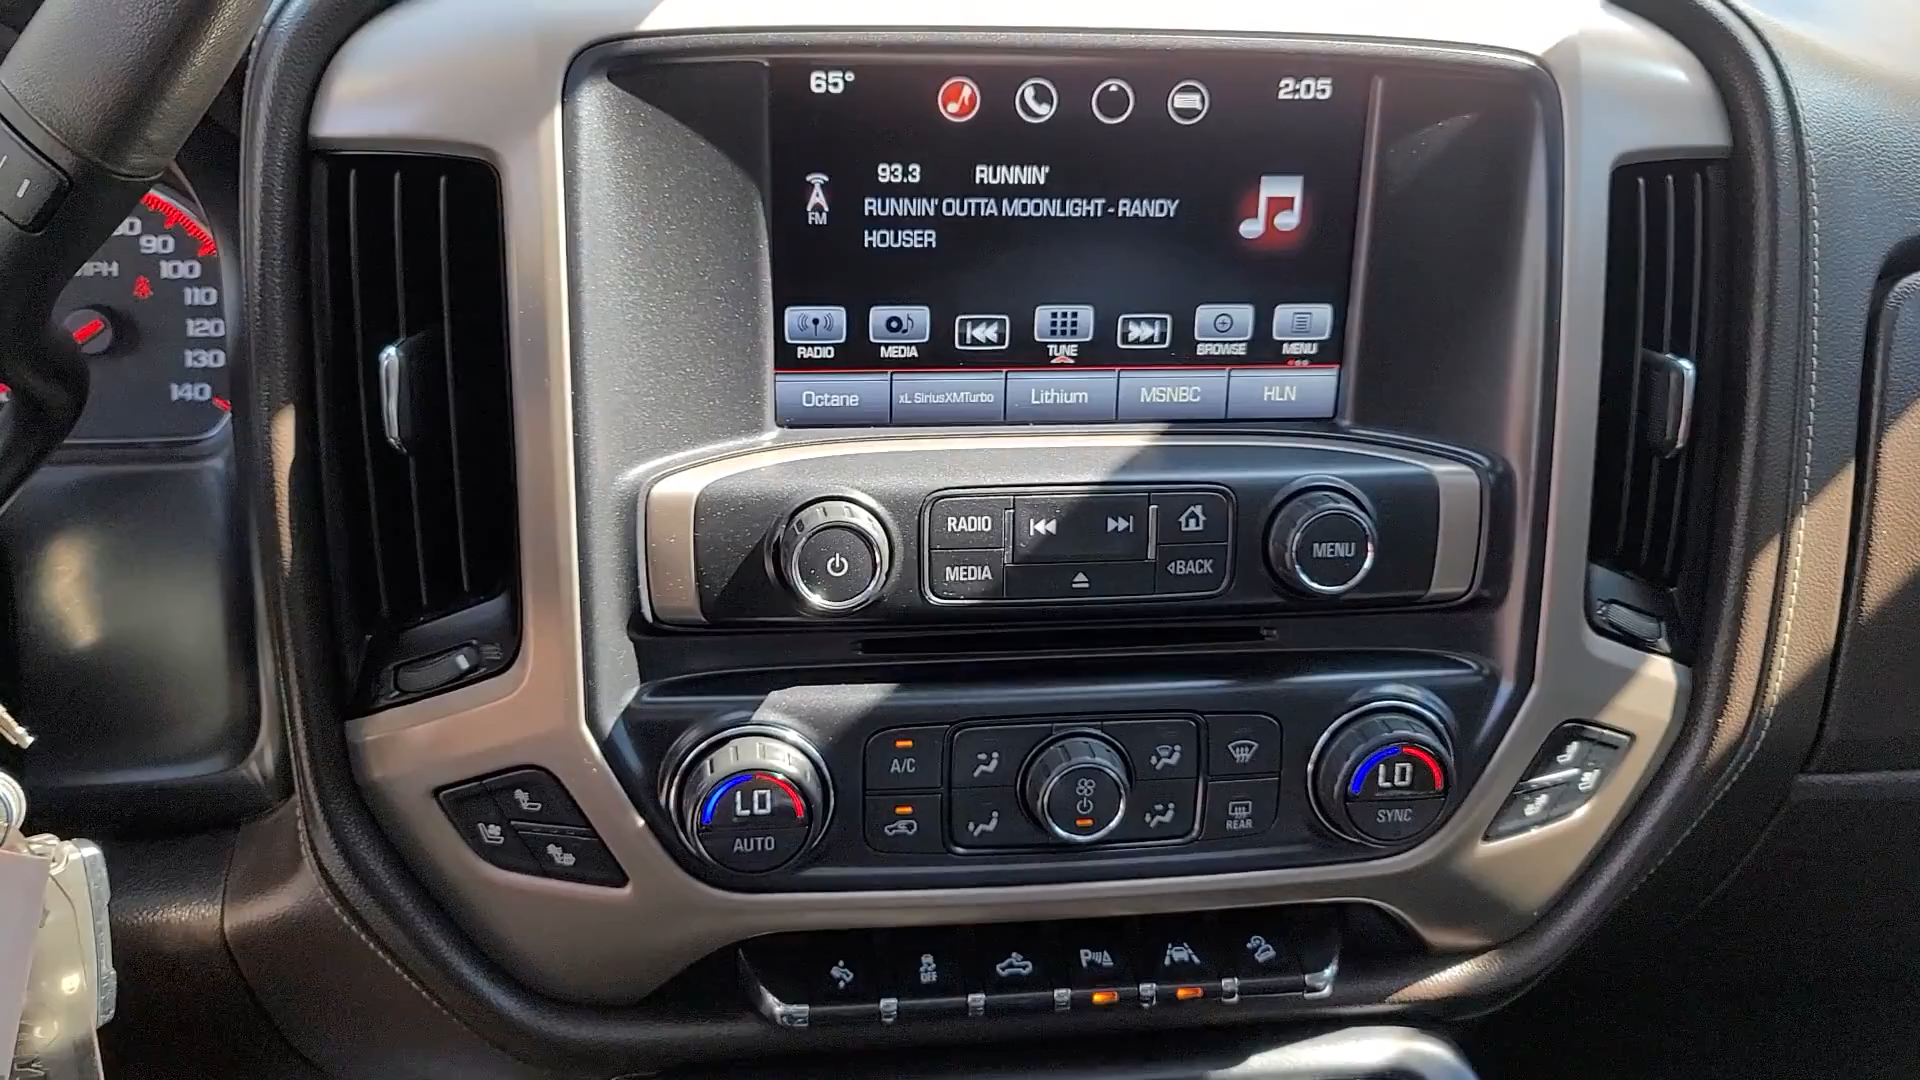 65° 2:05
93.3 RUNNIN'
FM RUNNIN' OUTTA MOONLIGHT - RANDY
HOUSER
RADIO MEDIA TUNE BROWSE MENU
Octane xL SiriusXMTurbo Lithium MSNBC HLN
90
MPH 100
110
120
130
140
RADIO
MEDIA
BACK
MENU
A/C
LO
AUTO
REAR
LO
SYNC
OFF
P